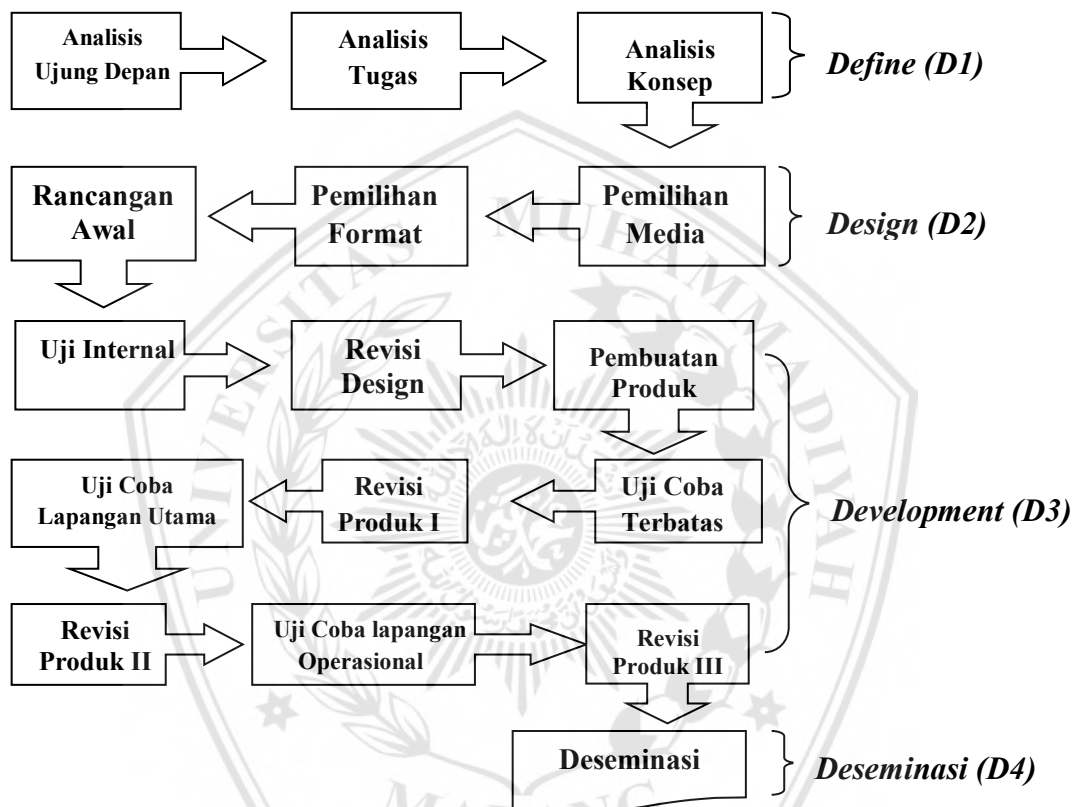 Analisis
Ujung Depan
Analisis
Tugas
Analisis
Konsep
Define (D1)
Rancangan
Awal
Pemilihan
Format
Pemilihan
Media
Design (D2)
Uji Internal
Revisi
Design
Pembuatan
Produk
Uji Coba
Lapangan Utama
Revisi
Produk I
Uji Coba
Terbatas
Development (D3)
Revisi
Produk II
Uji Coba lapangan
Operasional
Revisi
Produk III
Deseminasi
Deseminasi (D4)
UNIVERSITAS MUHAMMADIYAH